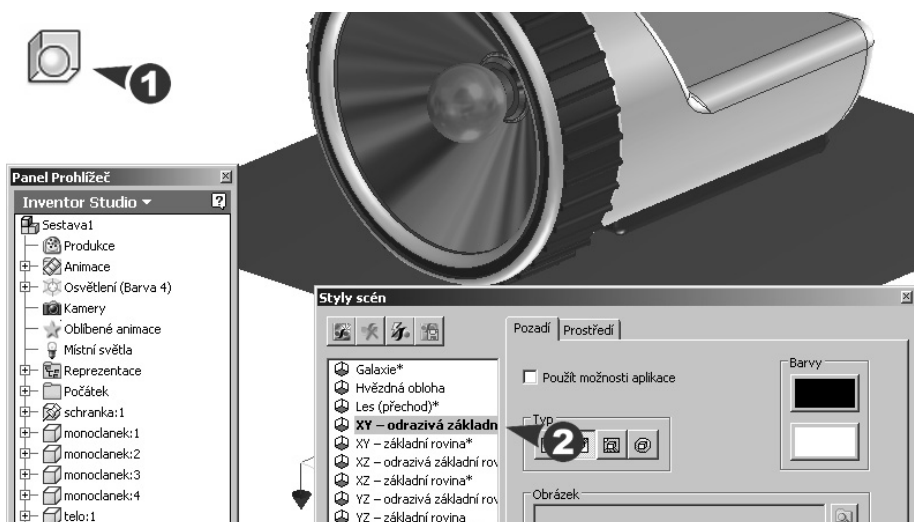 1
Panel Prohlížeč
Inventor Studio
Sestava1
Produkce
Animace
Osvětlení (Barva 4)
Kamery
Oblíbené animace
Místní světla
Reprezentace
Počátek
schranka:1
monoclanek:1
monoclanek:2
monoclanek:3
monoclanek:4
telo:1
Styly scén
Galaxie*
Hvězdná obloha
Les (přechod)*
XY – odrazivá základn
XY – základní rovina*
XZ – odrazivá základní rov
XZ – základní rovina*
YZ – odrazivá základní rov
YZ – základní rovina
2
Pozadí
Prostředí
Použít možnosti aplikace
Typ
Barvy
Obrázek